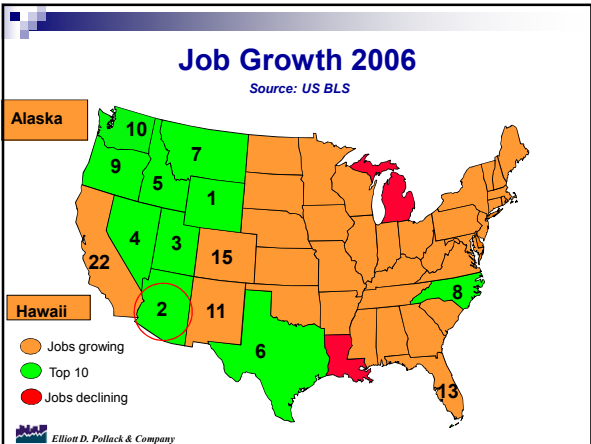 Job Growth 2006
Source: US BLS
Alaska
10
7
9
5
1
4
3
15
22
2
11
8
Hawaii
6
13
Jobs growing
Top 10
Jobs declining
Elliott D. Pollack & Company